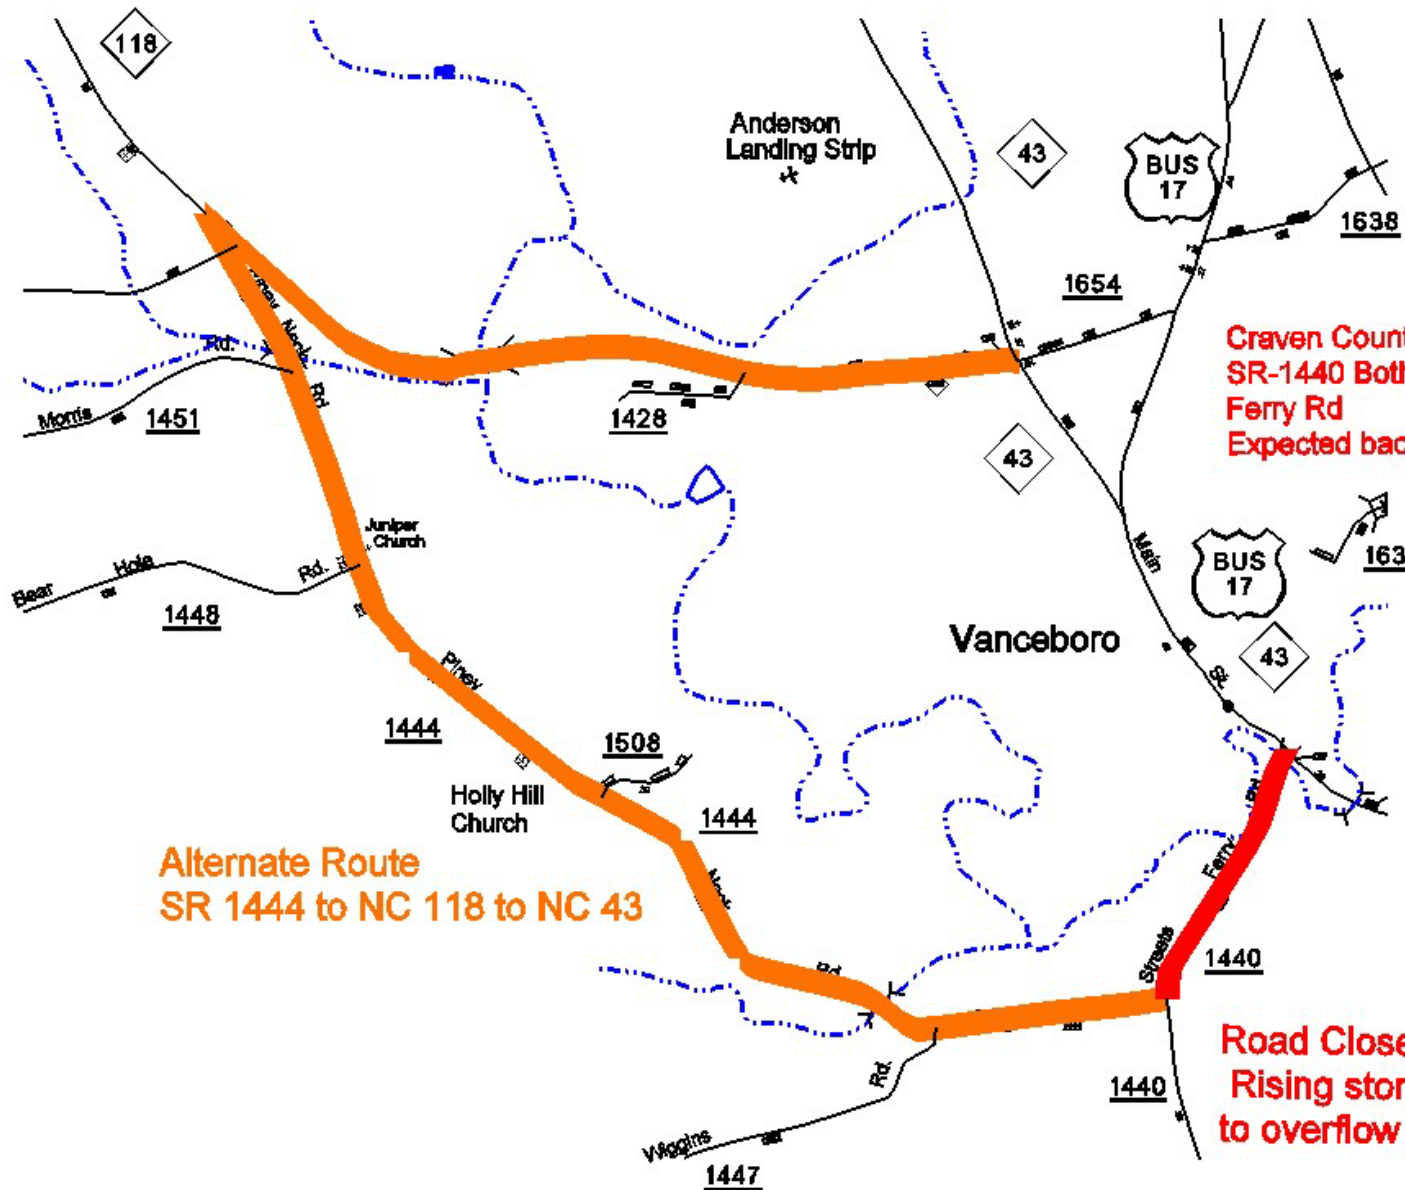 118
Anderson
Landing Strip
43
BUS
17
1638
1654
Craven Coun
SR-1440 Both
Ferry Rd
Expected bac
Neck
Rd.
Rd.
Morris
1451
1428
43
Juniper
Church
Bear Hole Rd.
1448
Main
St.
BUS
17
163
Vanceboro
43
Piney
1444
1508
Holly Hill
Church
1444
Alternate Route
SR 1444 to NC 118 to NC 43
Rd.
Ferry
Streets
1440
Road Close
Rising stor
to overflow
1440
Rd.
Wiggins
1447